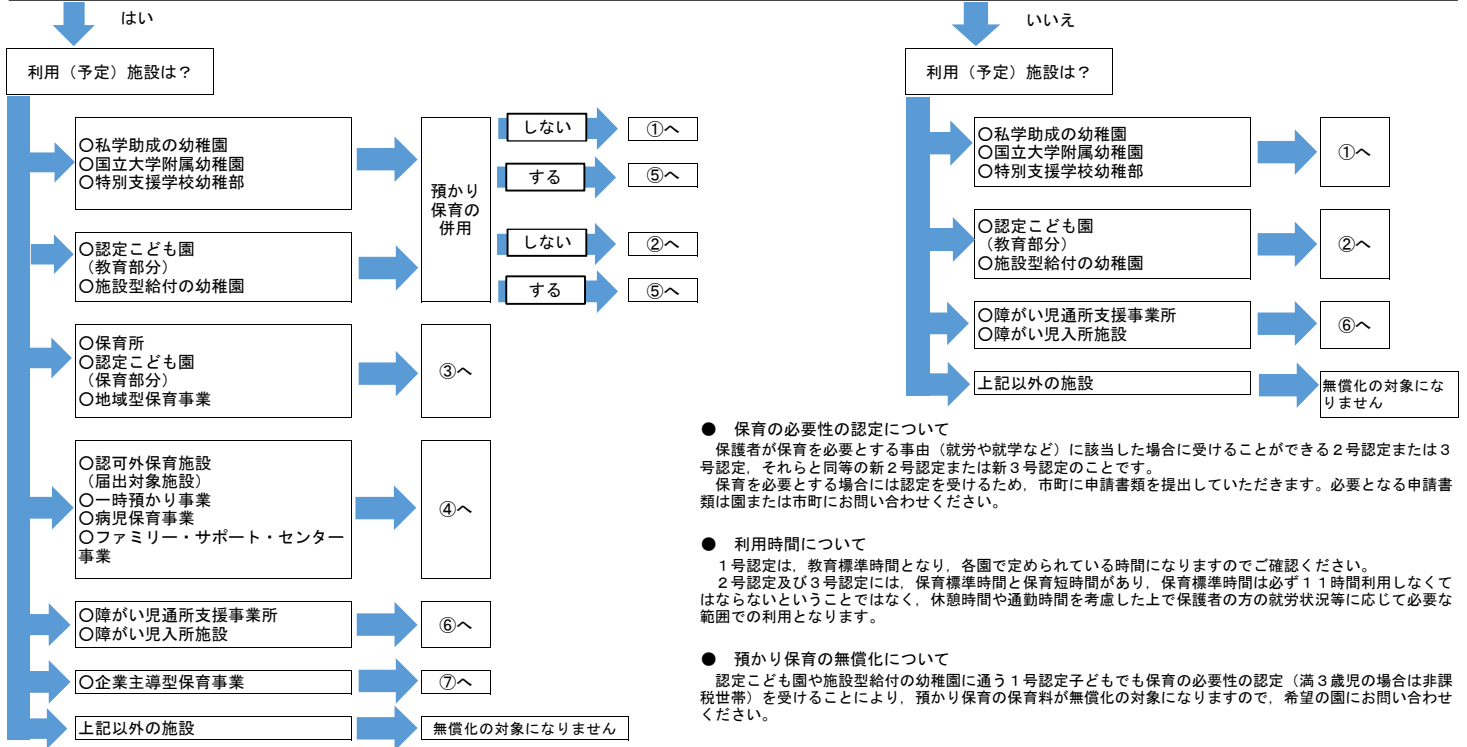 はい
利用（予定）施設は？
〇私学助成の幼稚園
〇国立大学附属幼稚園
〇特別支援学校幼稚部
預かり
保育の
併用
しない
①へ
する
⑤へ
〇認定こども園
（教育部分）
〇施設型給付の幼稚園
しない
②へ
する
⑤へ
〇保育所
〇認定こども園
（保育部分）
〇地域型保育事業
③へ
〇認可外保育施設
（届出対象施設）
〇一時預かり事業
〇病児保育事業
〇ファミリー・サポート・センター
事業
④へ
〇障がい児通所支援事業所
〇障がい児入所施設
⑥へ
〇企業主導型保育事業
⑦へ
上記以外の施設
無償化の対象になりません
いいえ
利用（予定）施設は？
〇私学助成の幼稚園
〇国立大学附属幼稚園
〇特別支援学校幼稚部
①へ
〇認定こども園
（教育部分）
〇施設型給付の幼稚園
②へ
〇障がい児通所支援事業所
〇障がい児入所施設
⑥へ
上記以外の施設
無償化の対象にな
りません
●　保育の必要性の認定について
保護者が保育を必要とする事由（就労や就学など）に該当した場合に受けることができる２号認定または３
号認定，それらと同等の新２号認定または新３号認定のことです。
保育を必要とする場合には認定を受けるため，市町に申請書類を提出していただきます。必要となる申請書
類は園または市町にお問い合わせください。
●　利用時間について
１号認定は，教育標準時間となり，各園で定められている時間になりますのでご確認ください。
２号認定及び３号認定には，保育標準時間と保育短時間があり，保育標準時間は必ず１１時間利用しなくて
はならないということではなく，休憩時間や通勤時間を考慮した上で保護者の方の就労状況等に応じて必要な
範囲での利用となります。
●　預かり保育の無償化について
認定こども園や施設型給付の幼稚園に通う１号認定子どもでも保育の必要性の認定（満３歳児の場合は非課
税世帯）を受けることにより，預かり保育の保育料が無償化の対象になりますので，希望の園にお問い合わせ
ください。